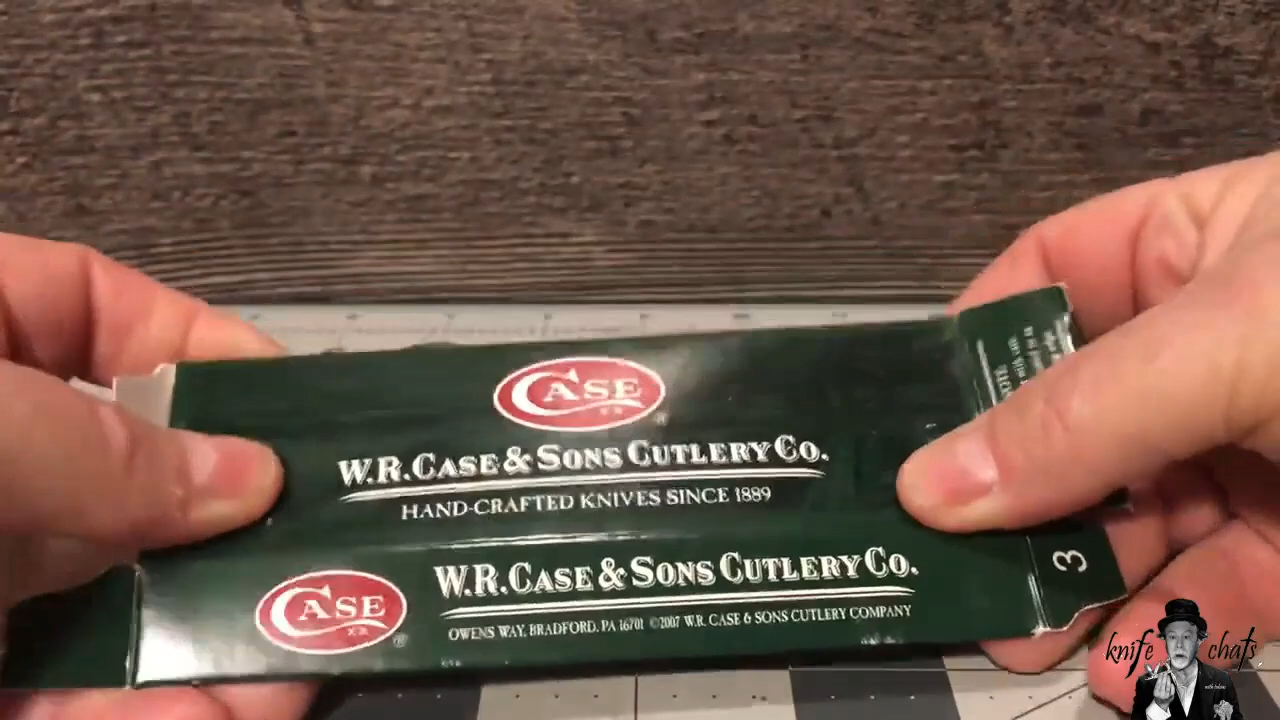 CASE
XX
®
W.R. CASE & SONS CUTLERY CO.
HAND-CRAFTED KNIVES SINCE 1889
CASE
XX
®
W.R. CASE & SONS CUTLERY CO.
OWENS WAY, BRADFORD, PA 16701 ©2007 W.R. CASE & SONS CUTLERY COMPANY
3
knife chats